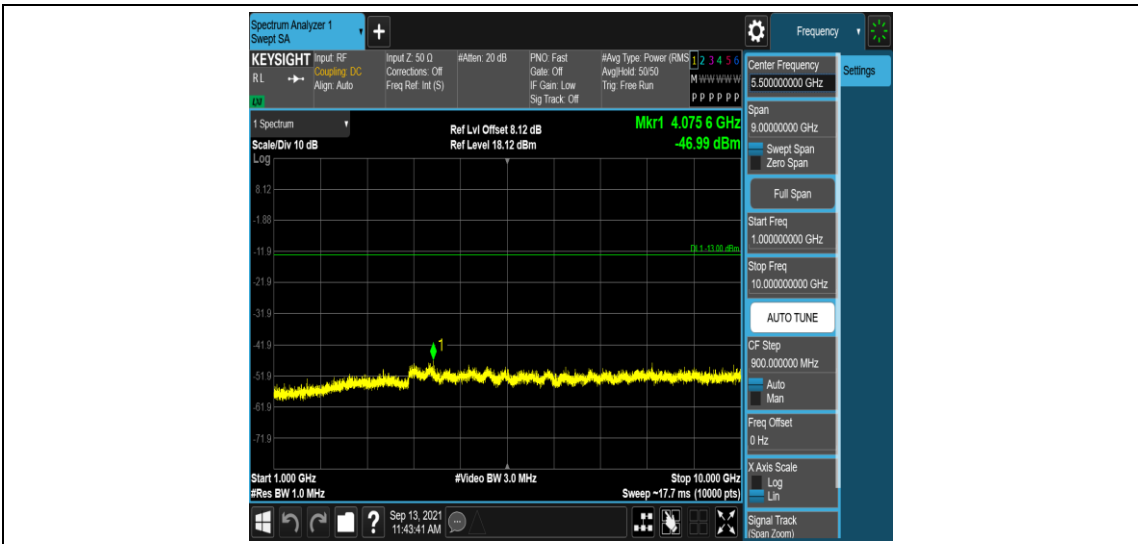 Spectrum Analyzer 1
Swept SA
+
Frequency
KEYSIGHT
RL
LXI
Input: RF
Coupling: DC
Align: Auto
Input Z: 50 Ω
Corrections: Off
Freq Ref: Int (S)
#Atten: 20 dB
PNO: Fast
Gate: Off
IF Gain: Low
Sig Track: Off
#Avg Type: Power (RMS
Avg|Hold: 50/50
Trig: Free Run
1 2 3 4 5 6
M W W W W W
P P P P P P
1 Spectrum
Scale/Div 10 dB
Ref Lvl Offset 8.12 dB
Ref Level 18.12 dBm
Mkr1 4.075 6 GHz
-46.99 dBm
Log
8.12
-1.88
-11.9
DL1 -13.00 dBm
-21.9
-31.9
-41.9
1
-51.9
-61.9
-71.9
Start 1.000 GHz
#Video BW 3.0 MHz
Stop 10.000 GHz
#Res BW 1.0 MHz
Sweep ~17.7 ms (10000 pts)
?
Sep 13, 2021
11:43:41 AM
Center Frequency
5.500000000 GHz
Settings
Span
9.00000000 GHz
Swept Span
Zero Span
Full Span
Start Freq
1.000000000 GHz
Stop Freq
10.000000000 GHz
AUTO TUNE
CF Step
900.000000 MHz
Auto
Man
Freq Offset
0 Hz
X Axis Scale
Log
Lin
Signal Track
(Span Zoom)